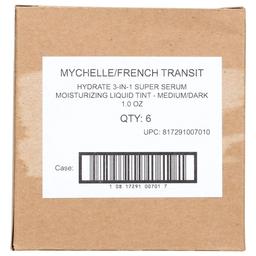 MYCHELLE/FRENCH TRANSIT
HYDRATE 3-IN-1 SUPER SERUM
MOISTURIZING LIQUID TINT - MEDIUM/DARK
1.0 OZ
QTY: 6
UPC: 817291007010
Case:
1 08 17291 00701 7